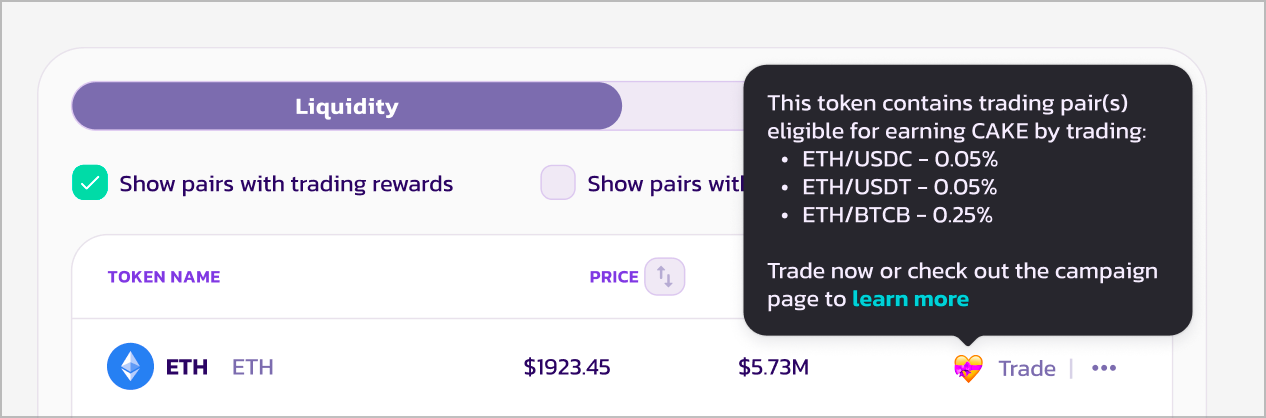 Liquidity
Show pairs with trading rewards
Show pairs with
TOKEN NAME
PRICE
ETH ETH $1923.45 $5.73M Trade | •••
This token contains trading pair(s)
eligible for earning CAKE by trading:
• ETH/USDC - 0.05%
• ETH/USDT - 0.05%
• ETH/BTCB - 0.25%
Trade now or check out the campaign
page to learn more